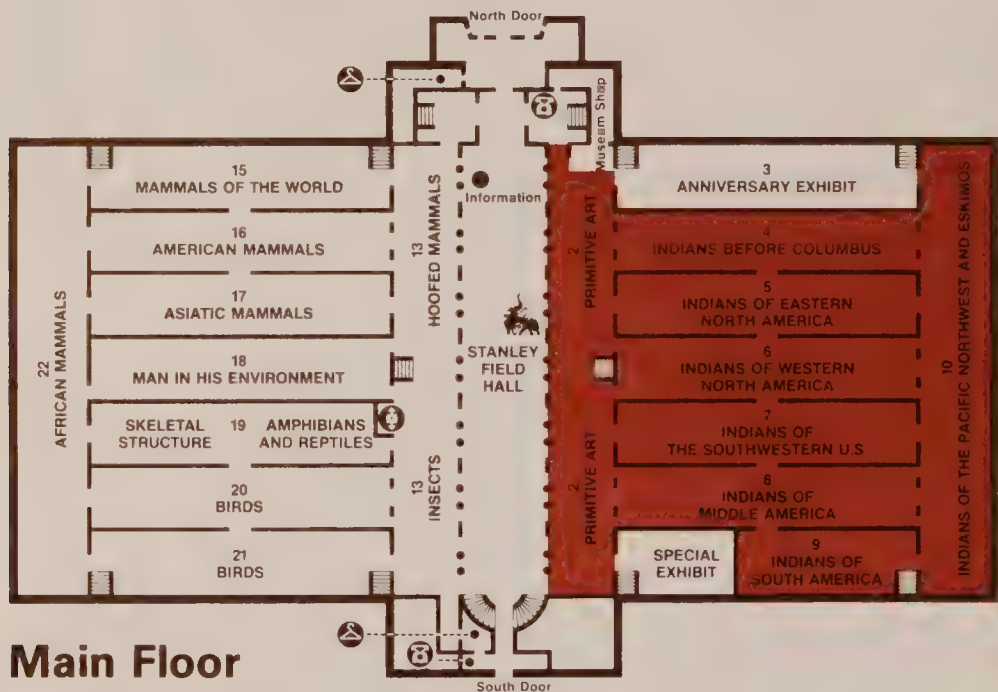 North Door
Museum Shop
15
MAMMALS OF THE WORLD
16
AMERICAN MAMMALS
17
ASIATIC MAMMALS
18
MAN IN HIS ENVIRONMENT
SKELETAL
STRUCTURE
19
AMPHIBIANS
AND REPTILES
20
BIRDS
21
BIRDS
22
AFRICAN MAMMALS
13
HOOFED MAMMALS
13
INSECTS
Information
STANLEY
FIELD
HALL
2
PRIMITIVE ART
2
PRIMITIVE ART
3
ANNIVERSARY EXHIBIT
4
INDIANS BEFORE COLUMBUS
5
INDIANS OF EASTERN
NORTH AMERICA
6
INDIANS OF WESTERN
NORTH AMERICA
7
INDIANS OF
THE SOUTHWESTERN U.S
8
INDIANS OF
MIDDLE AMERICA
SPECIAL
EXHIBIT
9
INDIANS OF
SOUTH AMERICA
10
INDIANS OF THE PACIFIC NORTHWEST AND ESKIMOS
Main Floor
South Door